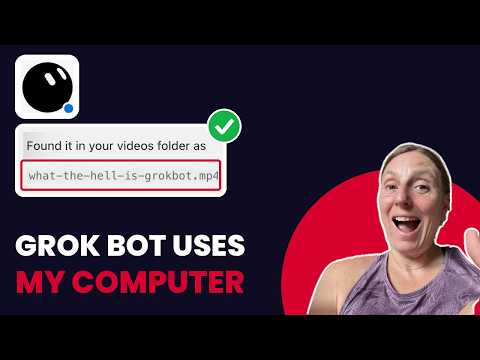 Found it in your videos folder as
what-the-hell-is-grokbot.mp4
GROK BOT USES
MY COMPUTER